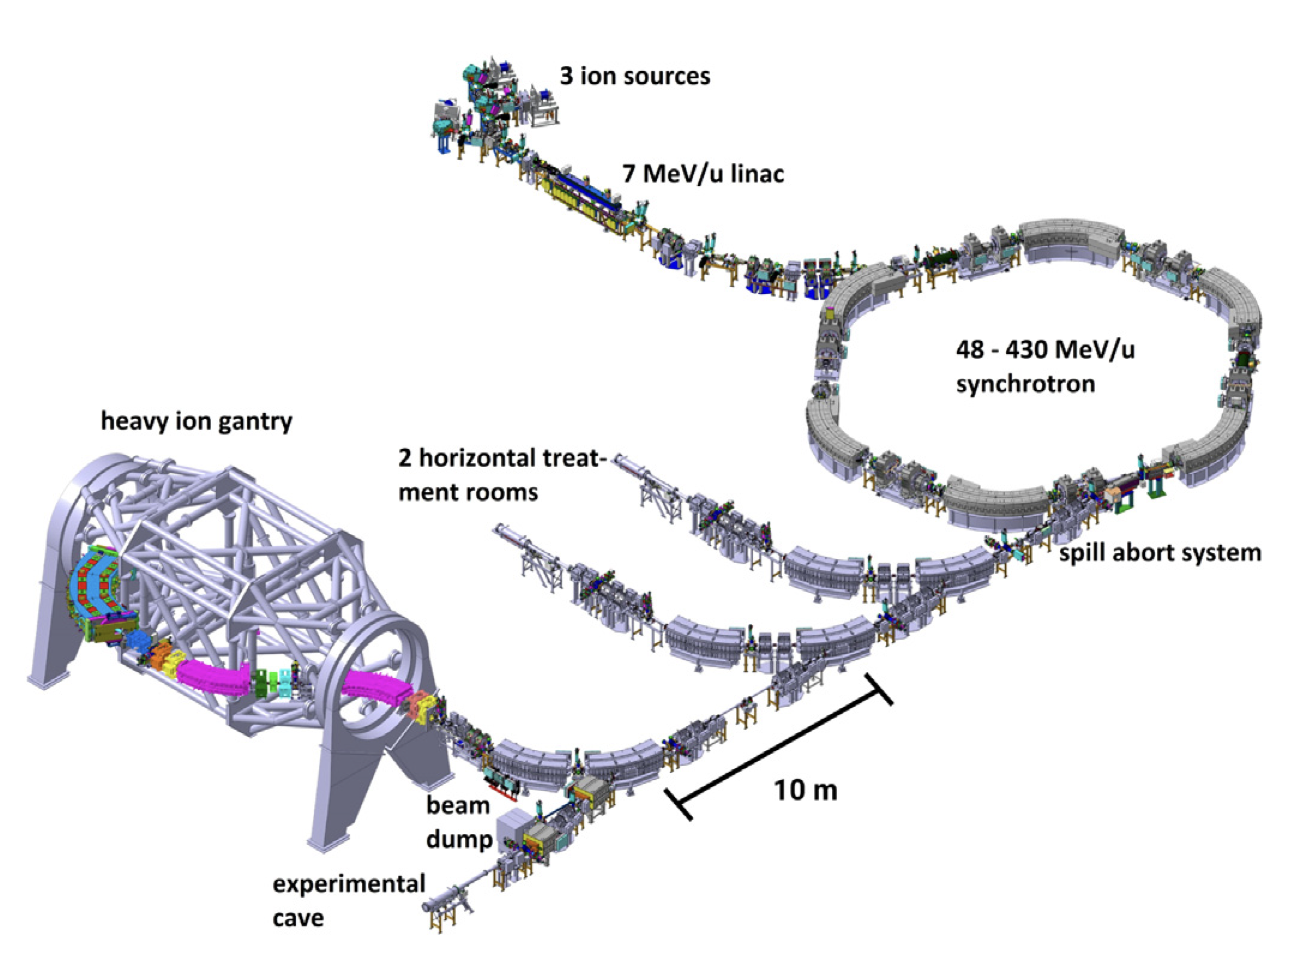 3 ion sources
7 MeV/u linac
48 - 430 MeV/u
synchrotron
heavy ion gantry
2 horizontal treat-
ment rooms
spill abort system
10 m
beam
dump
experimental
cave